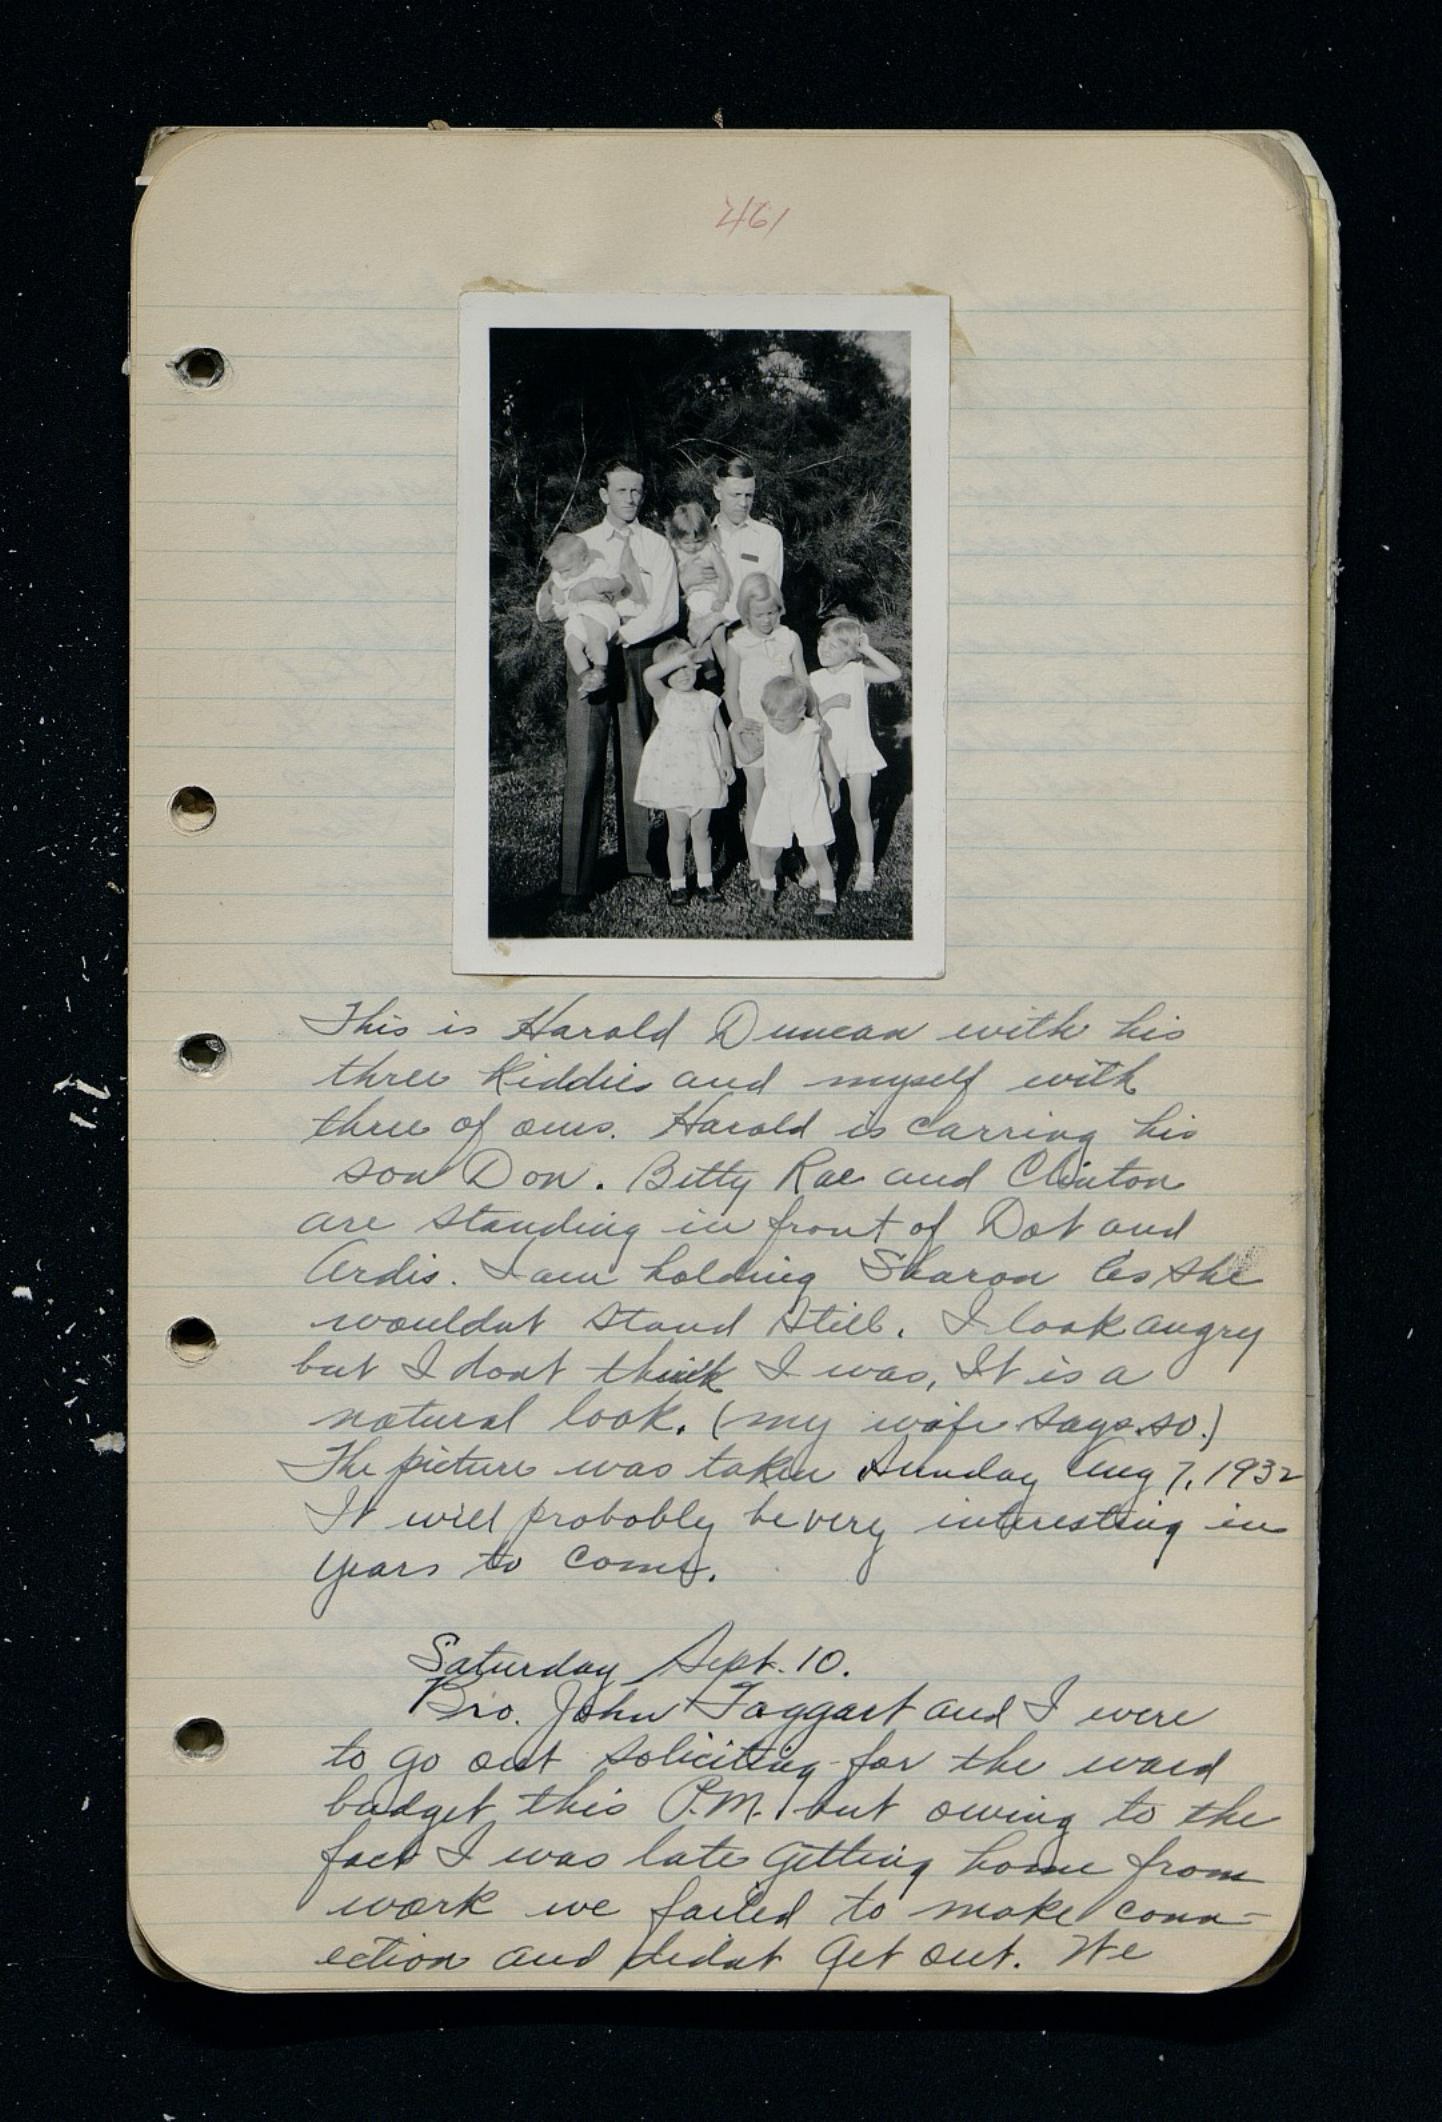 461
This is Harold Duncan with his
three kiddies and myself with
three of ours. Harold is carring his
son Don. Betty Rae and Clinton
are standing in front of Dot and
Ardis. I am holding Sharon as she
wouldnt stand still. I look angry
but I dont think I was, It is a
natural look. (my wife says so.)
The picture was taken Sunday Aug 7, 1932
It will probobly be very interesting in
years to come.
Saturday Sept. 10.
Bro. John Taggart and I were
to go out soliciting for the ward
budget this P.M. but owing to the
fact I was late getting home from
work we failed to make conn-
ection and didnt get out. We